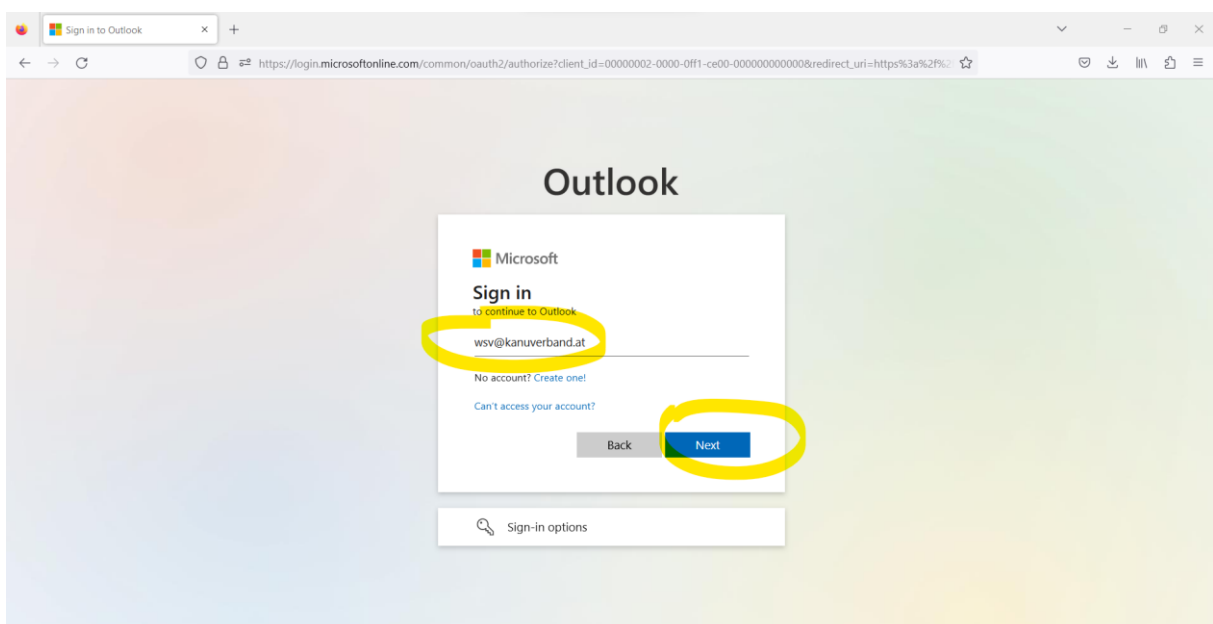 Sign in to Outlook
https://login.microsoftonline.com/common/oauth2/authorize?client_id=00000002-0000-0ff1-ce00-000000000000&redirect_uri=https%3a%2f%2
Outlook
Microsoft
Sign in
to continue to Outlook
wsv@kanuverband.at
No account? Create one!
Can't access your account?
Back Next
Sign-in options